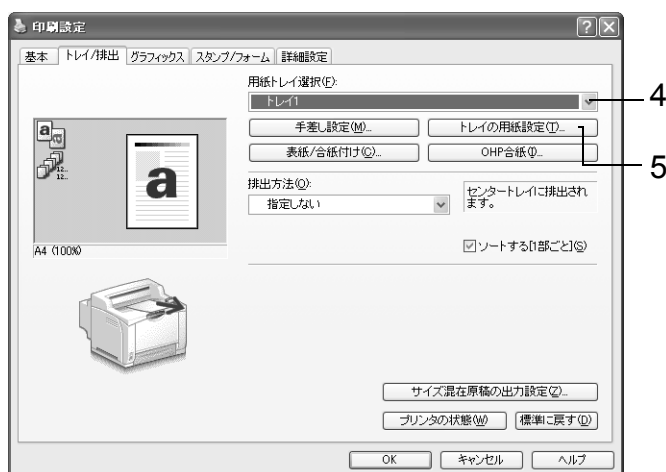 印刷設定
基本 トレイ/排出 グラフィックス スタンプ/フォーム 詳細設定
用紙トレイ選択(F):
トレイ1
4
手差し設定(M)... トレイの用紙設定(T)...
5
表紙/合紙付け(C)... OHP合紙(I)...
a
a
12..
12..
排出方法(O):
指定しない
センタートレイに排出され
ます。
A4 (100%)
ソートする[1部ごと](S)
サイズ混在原稿の出力設定(Z)...
プリンタの状態(W) 標準に戻す(D)
OK キャンセル ヘルプ